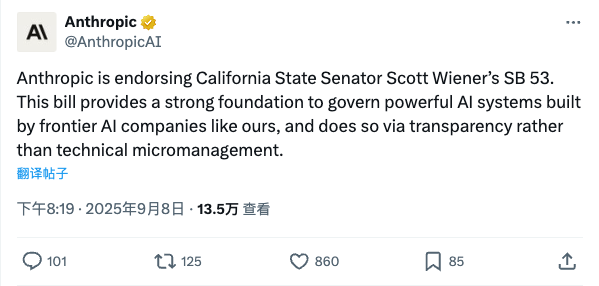 Anthropic
@AnthropicAI
Anthropic is endorsing California State Senator Scott Wiener’s SB 53.
This bill provides a strong foundation to govern powerful AI systems built
by frontier AI companies like ours, and does so via transparency rather
than technical micromanagement.
翻译帖子
下午8:19 · 2025年9月8日 · 13.5万 查看
101 125 860 85